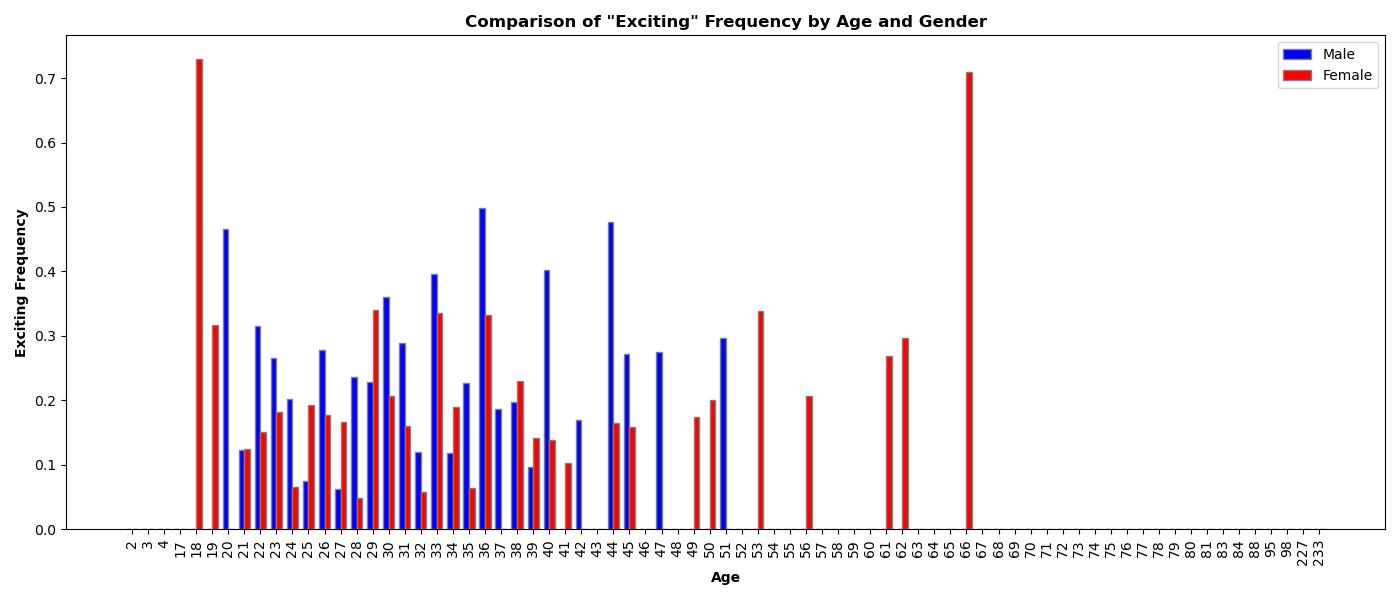 Comparison of "Exciting" Frequency by Age and Gender
Male
Female
Exciting Frequency
0.7
0.6
0.5
0.4
0.3
0.2
0.1
0.0
2 3 4 17 18 19 20 21 22 23 24 25 26 27 28 29 30 31 32 33 34 35 36 37 38 39 40 41 42 43 44 45 46 47 48 49 50 51 52 53 54 55 56 57 58 59 60 61 62 63 64 65 66 67 68 69 70 71 72 73 74 75 76 77 78 79 80 81 83 84 88 95 98 227 233
Age